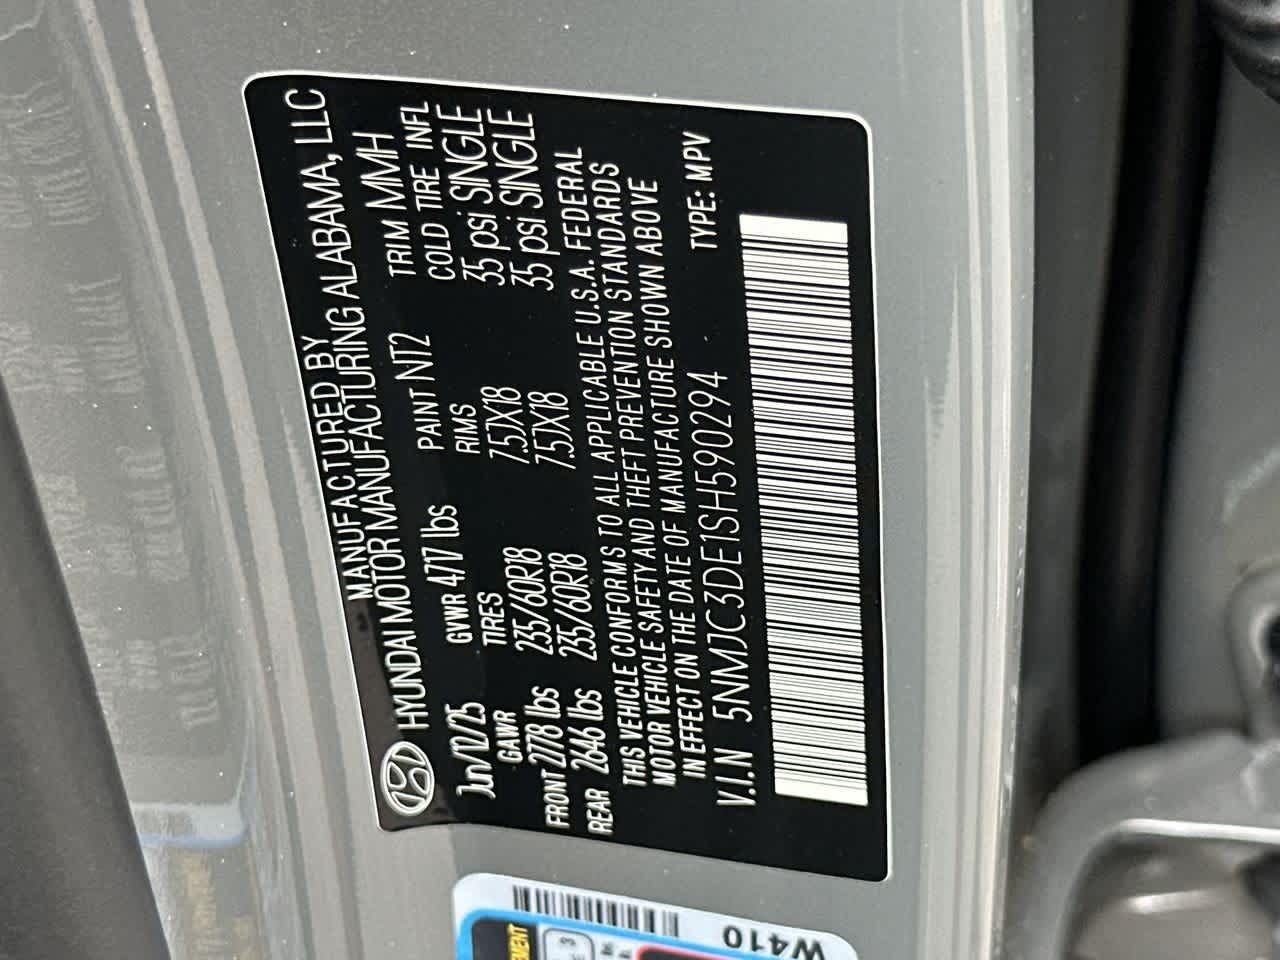 MANUFACTURED BY
HYUNDAI MOTOR MANUFACTURING ALABAMA, LLC
Jn/12/25 GVWR 4717 lbs PAINT NT2 TRIM MMH
GAWR TIRES RIMS COLD TIRE INFL
FRONT 2778 lbs 235/60R18 7.5JX18 35 psi SINGLE
REAR 2646 lbs 235/60R18 7.5JX18 35 psi SINGLE
THIS VEHICLE CONFORMS TO ALL APPLICABLE U.S.A. FEDERAL
MOTOR VEHICLE SAFETY AND THEFT PREVENTION STANDARDS
IN EFFECT ON THE DATE OF MANUFACTURE SHOWN ABOVE
V.I.N 5NMJC3DE1SH590294 TYPE: MPV
W410